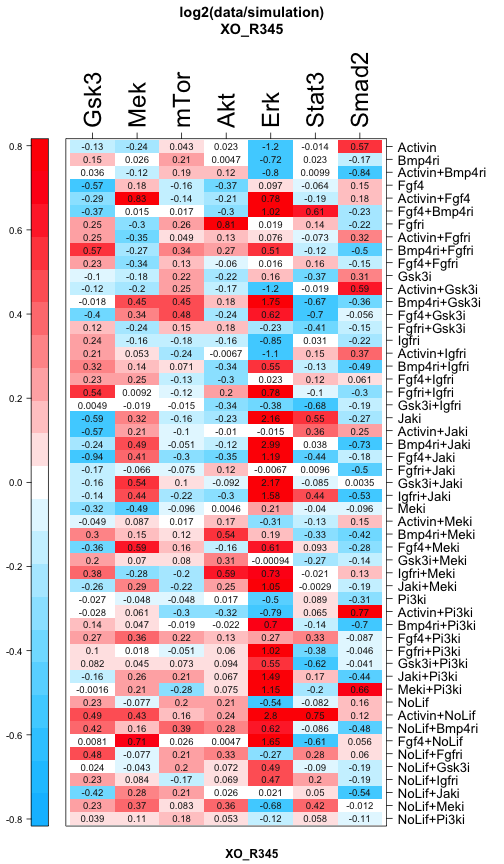 log2(data/simulation)
XO_R345
Gsk3 Mek mTor Akt Erk Stat3 Smad2
0.8
0.6
0.4
0.2
0.0
-0.2
-0.4
-0.6
-0.8
-0.13 -0.24 0.043 0.023 -1.2 -0.014 0.57 Activin
0.15 0.026 0.21 0.0047 -0.72 0.023 -0.17 Bmp4ri
0.036 -0.12 0.19 0.12 -0.8 0.0099 -0.84 Activin+Bmp4ri
-0.57 0.18 -0.16 -0.37 0.097 -0.064 0.15 Fgf4
-0.29 0.83 -0.14 -0.21 0.78 -0.19 0.18 Activin+Fgf4
-0.37 0.015 0.017 -0.3 1.02 0.61 -0.23 Fgf4+Bmp4ri
0.25 -0.3 0.26 0.81 0.019 0.14 -0.22 Fgfri
0.25 -0.35 0.049 0.13 0.076 -0.073 0.32 Activin+Fgfri
0.57 -0.27 0.34 0.27 0.51 -0.12 -0.5 Bmp4ri+Fgfri
0.23 -0.34 0.13 -0.06 0.016 0.16 -0.15 Fgf4+Fgfri
-0.1 -0.18 0.22 -0.22 0.16 -0.37 0.31 Gsk3i
-0.12 -0.2 0.25 -0.17 -1.2 -0.019 0.59 Activin+Gsk3i
-0.018 0.45 0.45 0.18 1.75 -0.67 -0.36 Bmp4ri+Gsk3i
-0.4 0.34 0.48 -0.24 0.62 -0.7 -0.056 Fgf4+Gsk3i
0.12 -0.24 0.15 0.18 -0.23 -0.41 -0.15 Fgfri+Gsk3i
0.24 -0.16 -0.18 -0.16 -0.85 0.031 -0.22 Igfri
0.21 0.053 -0.24 -0.0067 -1.1 0.15 0.37 Activin+Igfri
0.32 0.14 0.071 -0.34 0.55 -0.13 -0.49 Bmp4ri+Igfri
0.23 0.25 -0.13 -0.3 0.023 0.12 0.061 Fgf4+Igfri
0.54 0.0092 -0.12 0.2 0.78 -0.1 -0.3 Fgfri+Igfri
0.0049 -0.019 -0.015 -0.34 -0.38 -0.68 -0.19 Gsk3i+Igfri
-0.59 0.32 -0.16 -0.23 2.16 0.55 -0.27 Jaki
-0.57 0.21 -0.1 -0.01 -0.015 0.36 0.25 Activin+Jaki
-0.24 0.49 -0.051 -0.12 2.99 0.038 -0.73 Bmp4ri+Jaki
-0.94 0.41 -0.3 -0.35 1.19 -0.44 -0.18 Fgf4+Jaki
-0.17 -0.066 -0.075 0.12 -0.0067 0.0096 -0.5 Fgfri+Jaki
-0.16 0.54 0.1 -0.092 2.17 -0.085 0.0035 Gsk3i+Jaki
-0.14 0.44 -0.22 -0.3 1.58 0.44 -0.53 Igfri+Jaki
-0.32 -0.49 -0.096 0.0046 0.21 -0.04 -0.096 Meki
-0.049 0.087 0.017 0.17 -0.31 -0.13 0.15 Activin+Meki
0.3 0.15 0.12 0.54 0.19 -0.33 -0.42 Bmp4ri+Meki
-0.36 0.59 0.16 -0.16 0.61 0.093 -0.28 Fgf4+Meki
0.2 0.07 0.08 0.31 -0.00094 -0.27 -0.14 Gsk3i+Meki
0.38 -0.28 -0.2 0.59 0.73 -0.021 0.13 Igfri+Meki
-0.26 0.29 -0.22 0.25 1.05 -0.0029 -0.19 Jaki+Meki
-0.027 -0.048 -0.04 -0.017 -0.5 0.089 -0.31 Pi3ki
-0.028 0.061 -0.3 -0.32 -0.79 0.065 0.77 Activin+Pi3ki
0.14 0.047 -0.019 -0.022 0.7 -0.14 -0.7 Bmp4ri+Pi3ki
0.27 0.36 0.22 0.13 0.27 0.33 -0.087 Fgf4+Pi3ki
0.1 0.018 -0.051 0.06 1.02 -0.38 -0.046 Fgfri+Pi3ki
0.082 0.045 0.073 0.094 0.55 -0.62 -0.041 Gsk3i+Pi3ki
-0.16 0.26 0.21 0.067 1.49 0.17 -0.44 Jaki+Pi3ki
-0.0016 0.21 -0.28 0.075 1.15 -0.2 0.66 Meki+Pi3ki
0.23 -0.077 0.2 0.21 -0.54 -0.082 0.16 NoLif
0.49 0.43 0.16 0.24 2.8 0.75 0.12 Activin+NoLif
0.42 0.16 0.39 0.28 0.62 -0.086 -0.48 NoLif+Bmp4ri
0.0081 0.71 0.026 0.0047 1.65 -0.61 0.056 Fgf4+NoLif
0.48 -0.077 0.21 0.33 -0.27 0.28 0.06 NoLif+Fgfri
0.024 -0.043 0.2 0.072 0.49 -0.09 -0.19 NoLif+Gsk3i
0.23 0.084 -0.17 0.069 0.47 0.2 -0.19 NoLif+Igfri
-0.42 0.28 0.21 0.026 0.021 0.05 -0.54 NoLif+Jaki
0.23 0.37 0.083 0.36 -0.68 0.42 -0.012 NoLif+Meki
0.039 0.11 0.18 0.053 -0.12 0.058 -0.11 NoLif+Pi3ki
XO_R345